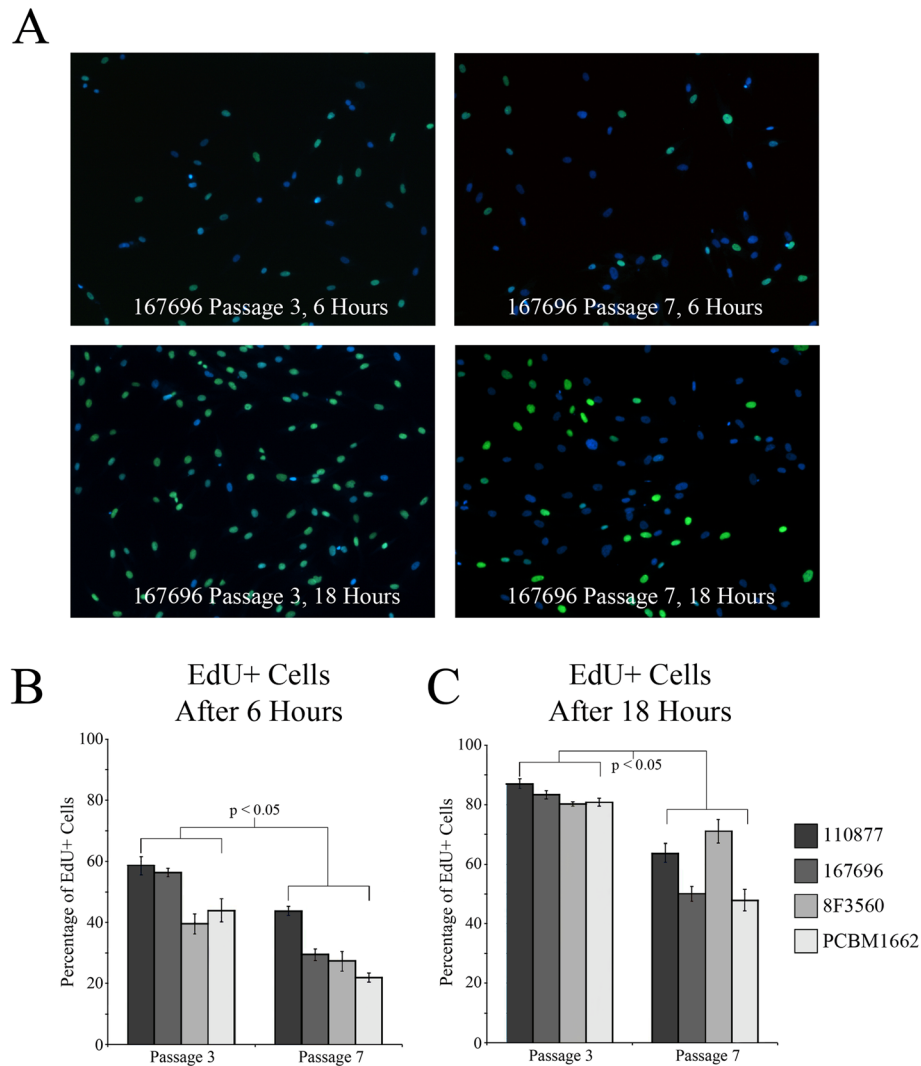 A
167696 Passage 3, 6 Hours
167696 Passage 7, 6 Hours
167696 Passage 3, 18 Hours
167696 Passage 7, 18 Hours
B
EdU+ Cells
After 6 Hours
Percentage of EdU+ Cells
100
80
60
40
20
0
p < 0.05
Passage 3
Passage 7
C
EdU+ Cells
After 18 Hours
Percentage of EdU+ Cells
100
80
60
40
20
0
p < 0.05
Passage 3
Passage 7
110877
167696
8F3560
PCBM1662